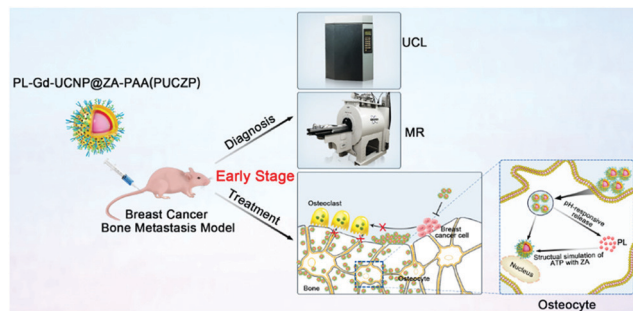 PL-Gd-UCNP@ZA-PAA(PUCZP)
Breast Cancer
Bone Metastasis Model
Diagnosis
Early Stage
Treatment
UCL
MR
Osteoclast
Breast
cancer cell
Osteocyte
Bone
pH-responsive
release
PL
Structual simulation of
ATP with ZA
Nucleus
Osteocyte